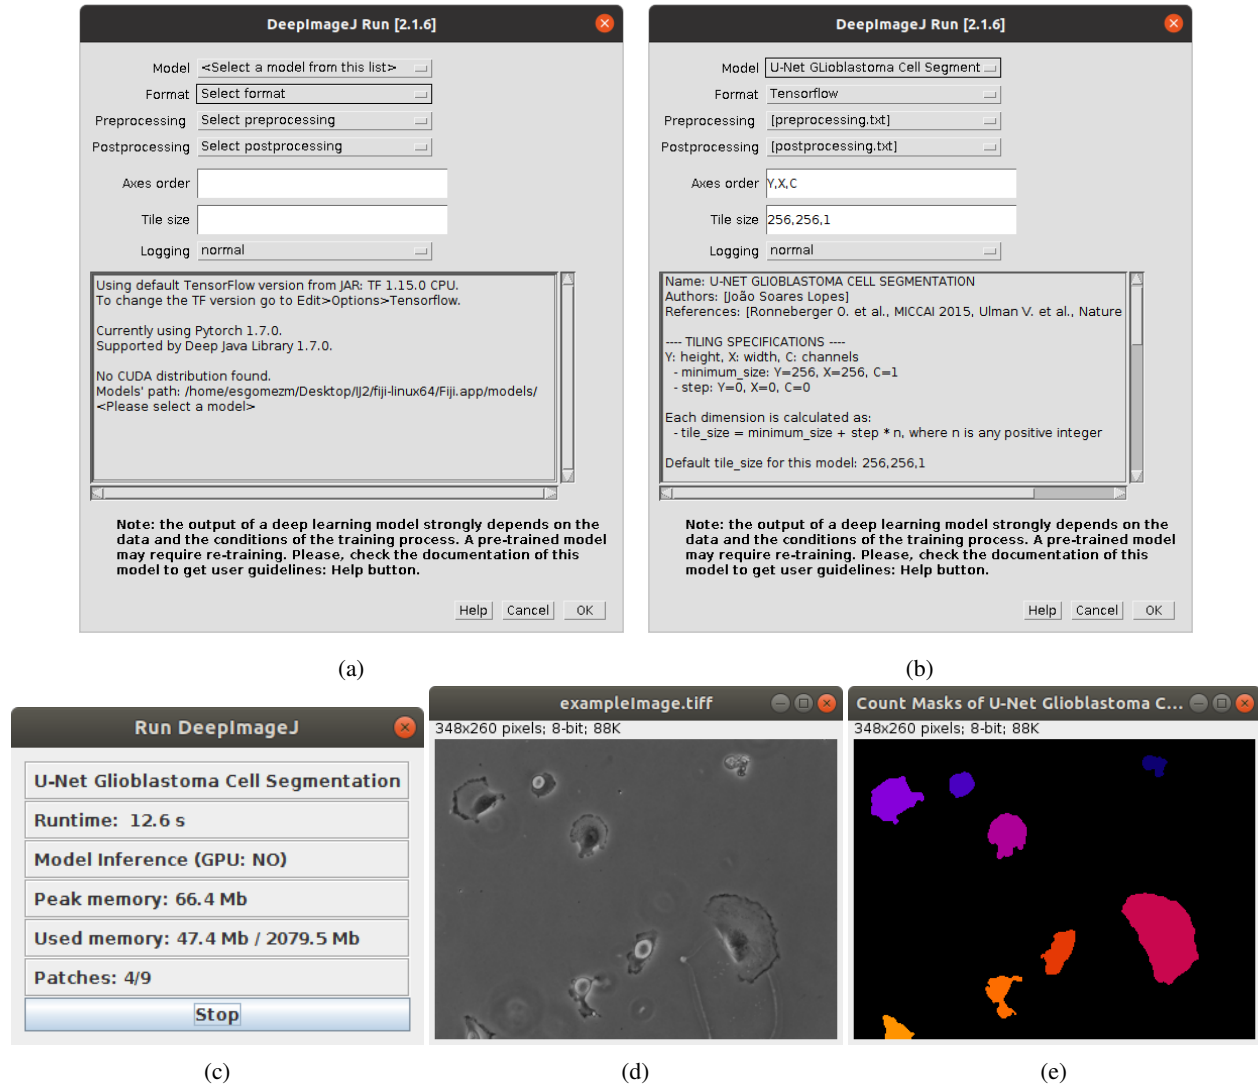 DeepImageJ Run [2.1.6]
Model <Select a model from this list>
Format Select format
Preprocessing Select preprocessing
Postprocessing Select postprocessing
Axes order
Tile size
Logging normal
Using default TensorFlow version from JAR: TF 1.15.0 CPU.
To change the TF version go to Edit>Options>Tensorflow.
Currently using Pytorch 1.7.0.
Supported by Deep Java Library 1.7.0.
No CUDA distribution found.
Models' path: /home/esgomezm/Desktop/IJ2/fiji-linux64/Fiji.app/models/
<Please select a model>
Note: the output of a deep learning model strongly depends on the
data and the conditions of the training process. A pre-trained model
may require re-training. Please, check the documentation of this
model to get user guidelines: Help button.
Help Cancel OK
(a)
DeepImageJ Run [2.1.6]
Model U-Net GLioblastoma Cell Segment
Format Tensorflow
Preprocessing [preprocessing.txt]
Postprocessing [postprocessing.txt]
Axes order Y,X,C
Tile size 256,256,1
Logging normal
Name: U-NET GLIOBLASTOMA CELL SEGMENTATION
Authors: [João Soares Lopes]
References: [Ronneberger O. et al., MICCAI 2015, Ulman V. et al., Nature
---- TILING SPECIFICATIONS ----
Y: height, X: width, C: channels
- minimum_size: Y=256, X=256, C=1
- step: Y=0, X=0, C=0
Each dimension is calculated as:
- tile_size = minimum_size + step * n, where n is any positive integer
Default tile_size for this model: 256,256,1
Note: the output of a deep learning model strongly depends on the
data and the conditions of the training process. A pre-trained model
may require re-training. Please, check the documentation of this
model to get user guidelines: Help button.
Help Cancel OK
(b)
Run DeepImageJ
U-Net Glioblastoma Cell Segmentation
Runtime: 12.6 s
Model Inference (GPU: NO)
Peak memory: 66.4 Mb
Used memory: 47.4 Mb / 2079.5 Mb
Patches: 4/9
Stop
(c)
exampleImage.tiff
348x260 pixels; 8-bit; 88K
(d)
Count Masks of U-Net Glioblastoma C...
348x260 pixels; 8-bit; 88K
(e)